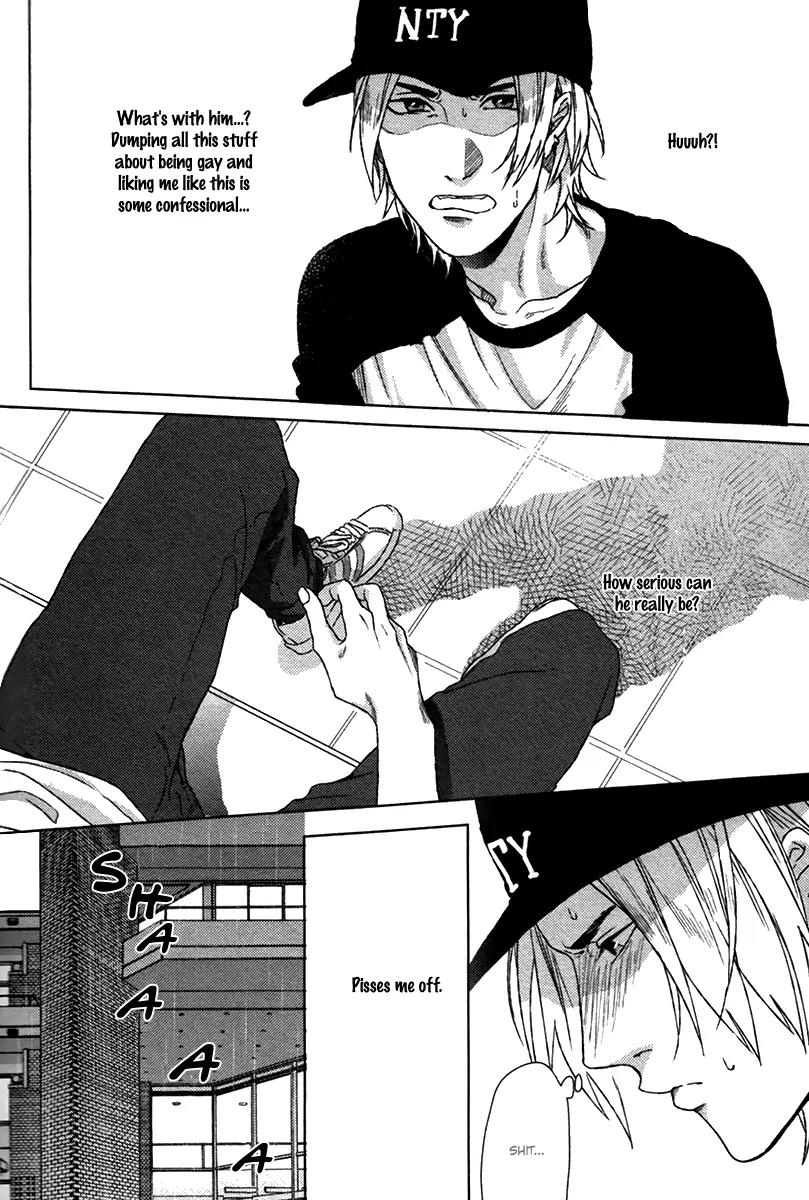 NTY
What's with him...?
Dumping all this stuff
about being gay and
liking me like this is
some confessional...
Huuuh?!
How serious can
he really be?
SHAAAAA
Pisses me off.
TY
SHIT...